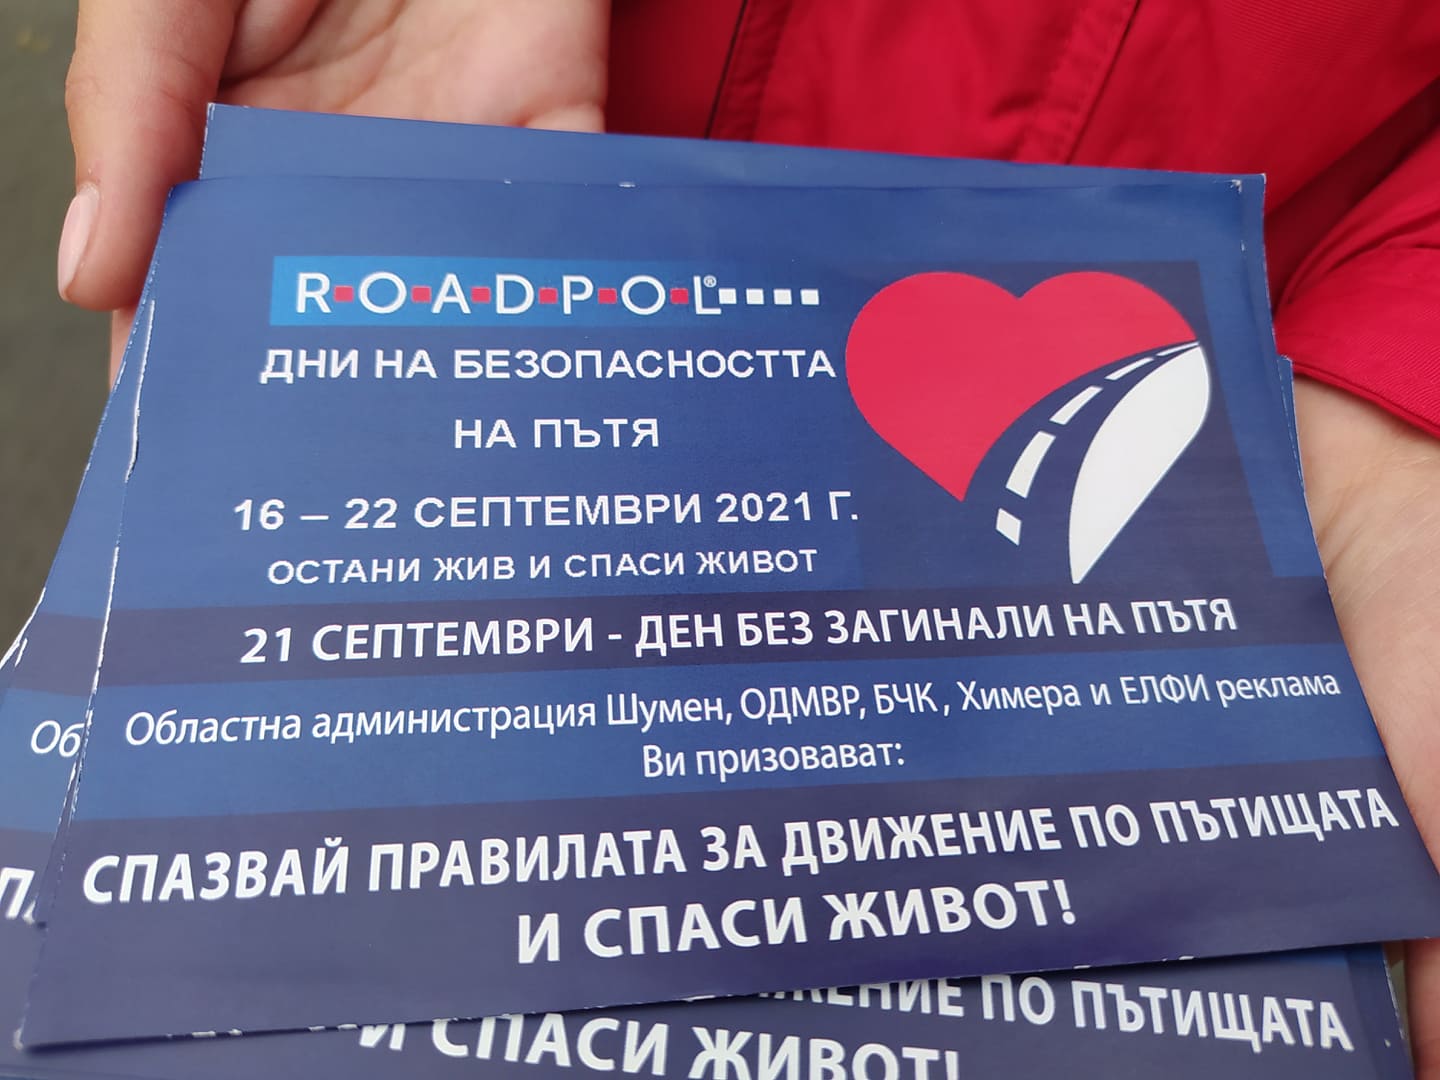 R·O·A·D·P·O·L®
ДНИ НА БЕЗОПАСНОСТТА
НА ПЪТЯ
16 – 22 СЕПТЕМВРИ 2021 Г.
ОСТАНИ ЖИВ И СПАСИ ЖИВОТ
21 СЕПТЕМВРИ - ДЕН БЕЗ ЗАГИНАЛИ НА ПЪТЯ
Областна администрация Шумен, ОДМВР, БЧК, Химера и ЕЛФИ реклама
Ви призовават:
СПАЗВАЙ ПРАВИЛАТА ЗА ДВИЖЕНИЕ ПО ПЪТИЩАТА
И СПАСИ ЖИВОТ!
ПО ПЪТИЩАТА
И СПАСИ ЖИВОТ!